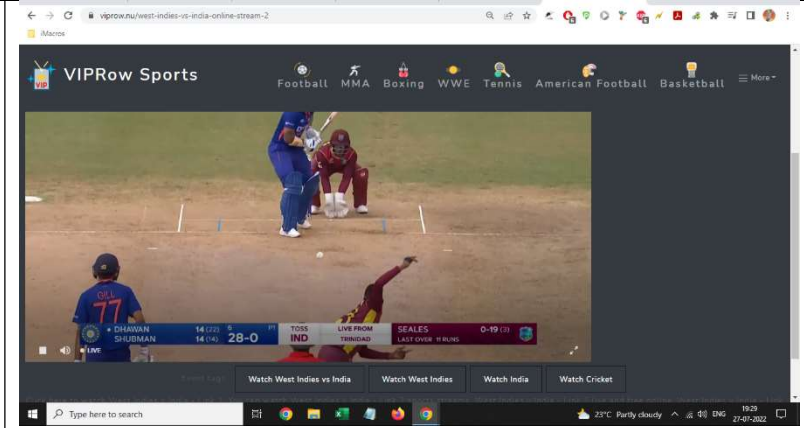 viprow.nu/west-indies-vs-india-online-stream-2
iMacros
VIP
VIPRow Sports
Football MMA Boxing WWE Tennis American Football Basketball More
GILL
77
DHAWAN 14 (22)
SHUBMAN 14 (14)
6 28-0 P1
TOSS
IND
LIVE FROM
TRINIDAD
SEALES 0-19 (3)
LAST OVER 11 RUNS
LIVE
Watch West Indies vs India Watch West Indies Watch India Watch Cricket
Type here to search
23°C Partly cloudy
ENG
19:29
27-07-2022